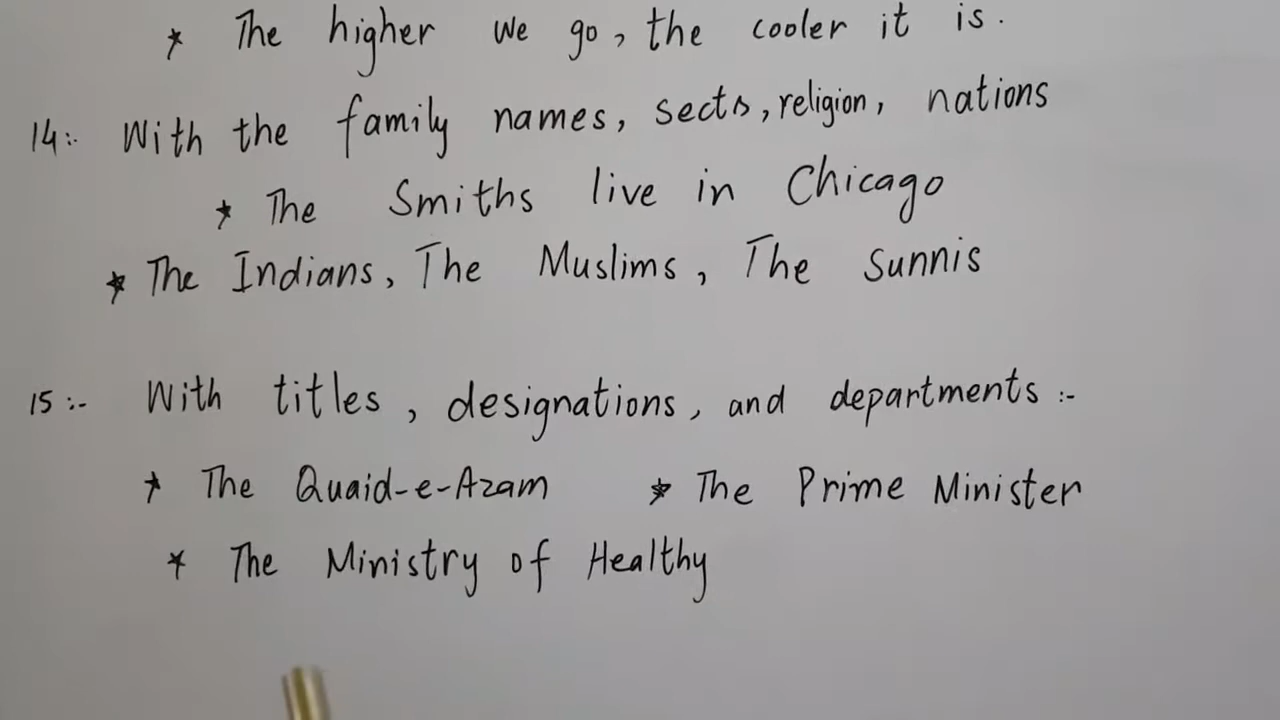 * The higher we go, the cooler it is.
14:- With the family names, sects, religion, nations
* The Smiths live in Chicago
* The Indians, The Muslims, The Sunnis
15:- With titles, designations, and departments :-
* The Quaid-e-Azam * The Prime Minister
* The Ministry of Healthy